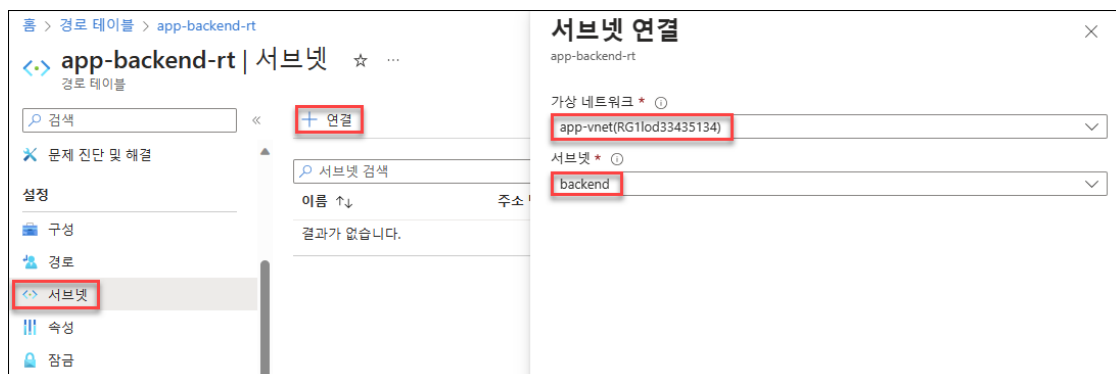 홈 > 경로 테이블 > app-backend-rt
app-backend-rt | 서브넷
경로 테이블
검색
문제 진단 및 해결
설정
구성
경로
서브넷
속성
잠금
연결
서브넷 검색
이름
주소
결과가 없습니다.
서브넷 연결
app-backend-rt
가상 네트워크 *
app-vnet(RG1lod33435134)
서브넷 *
backend